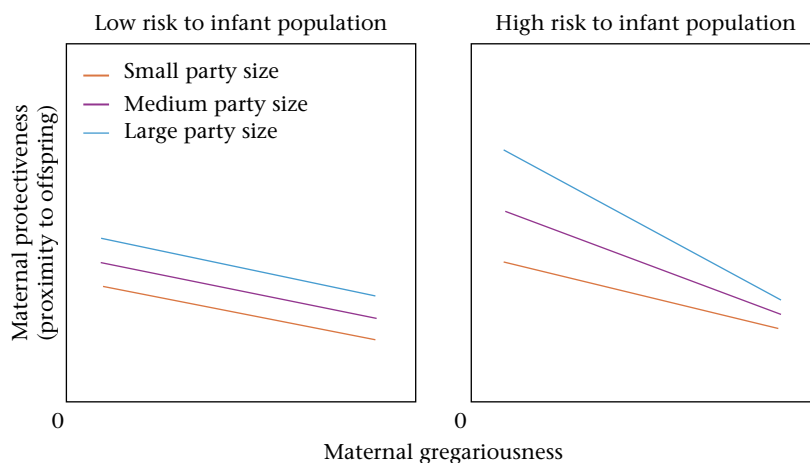 Low risk to infant population
High risk to infant population
Small party size
Medium party size
Large party size
Maternal protectiveness
(proximity to offspring)
0
0
Maternal gregariousness